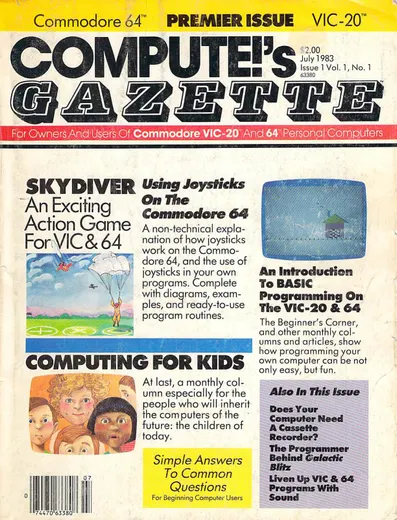 Commodore 64™ PREMIER ISSUE VIC-20™
COMPUTE!'s
$2.00
July 1983
Issue 1 Vol. 1, No. 1
63380
GAZETTE
For Owners And Users Of Commodore VIC-20™ And 64™ Personal Computers
SKYDIVER
An Exciting
Action Game
For VIC & 64
Using Joysticks
On The
Commodore 64
A non-technical expla-
nation of how joysticks
work on the Commo-
dore 64, and the use of
joysticks in your own
programs. Complete
with diagrams, exam-
ples, and ready-to-use
program routines.
An Introduction
To BASIC
Programming On
The VIC-20 & 64
The Beginner's Corner,
and other monthly col-
umns and articles, show
how programming your
own computer can be not
only easy, but fun.
COMPUTING FOR KIDS
At last, a monthly col-
umn especially for the
people who will inherit
the computers of the
future: the children of
today.
Simple Answers
To Common
Questions
For Beginning Computer Users
Also In This Issue
Does Your
Computer Need
A Cassette
Recorder?
The Programmer
Behind Galactic
Blitz
Liven Up VIC & 64
Programs With
Sound
07
0
74470 63380